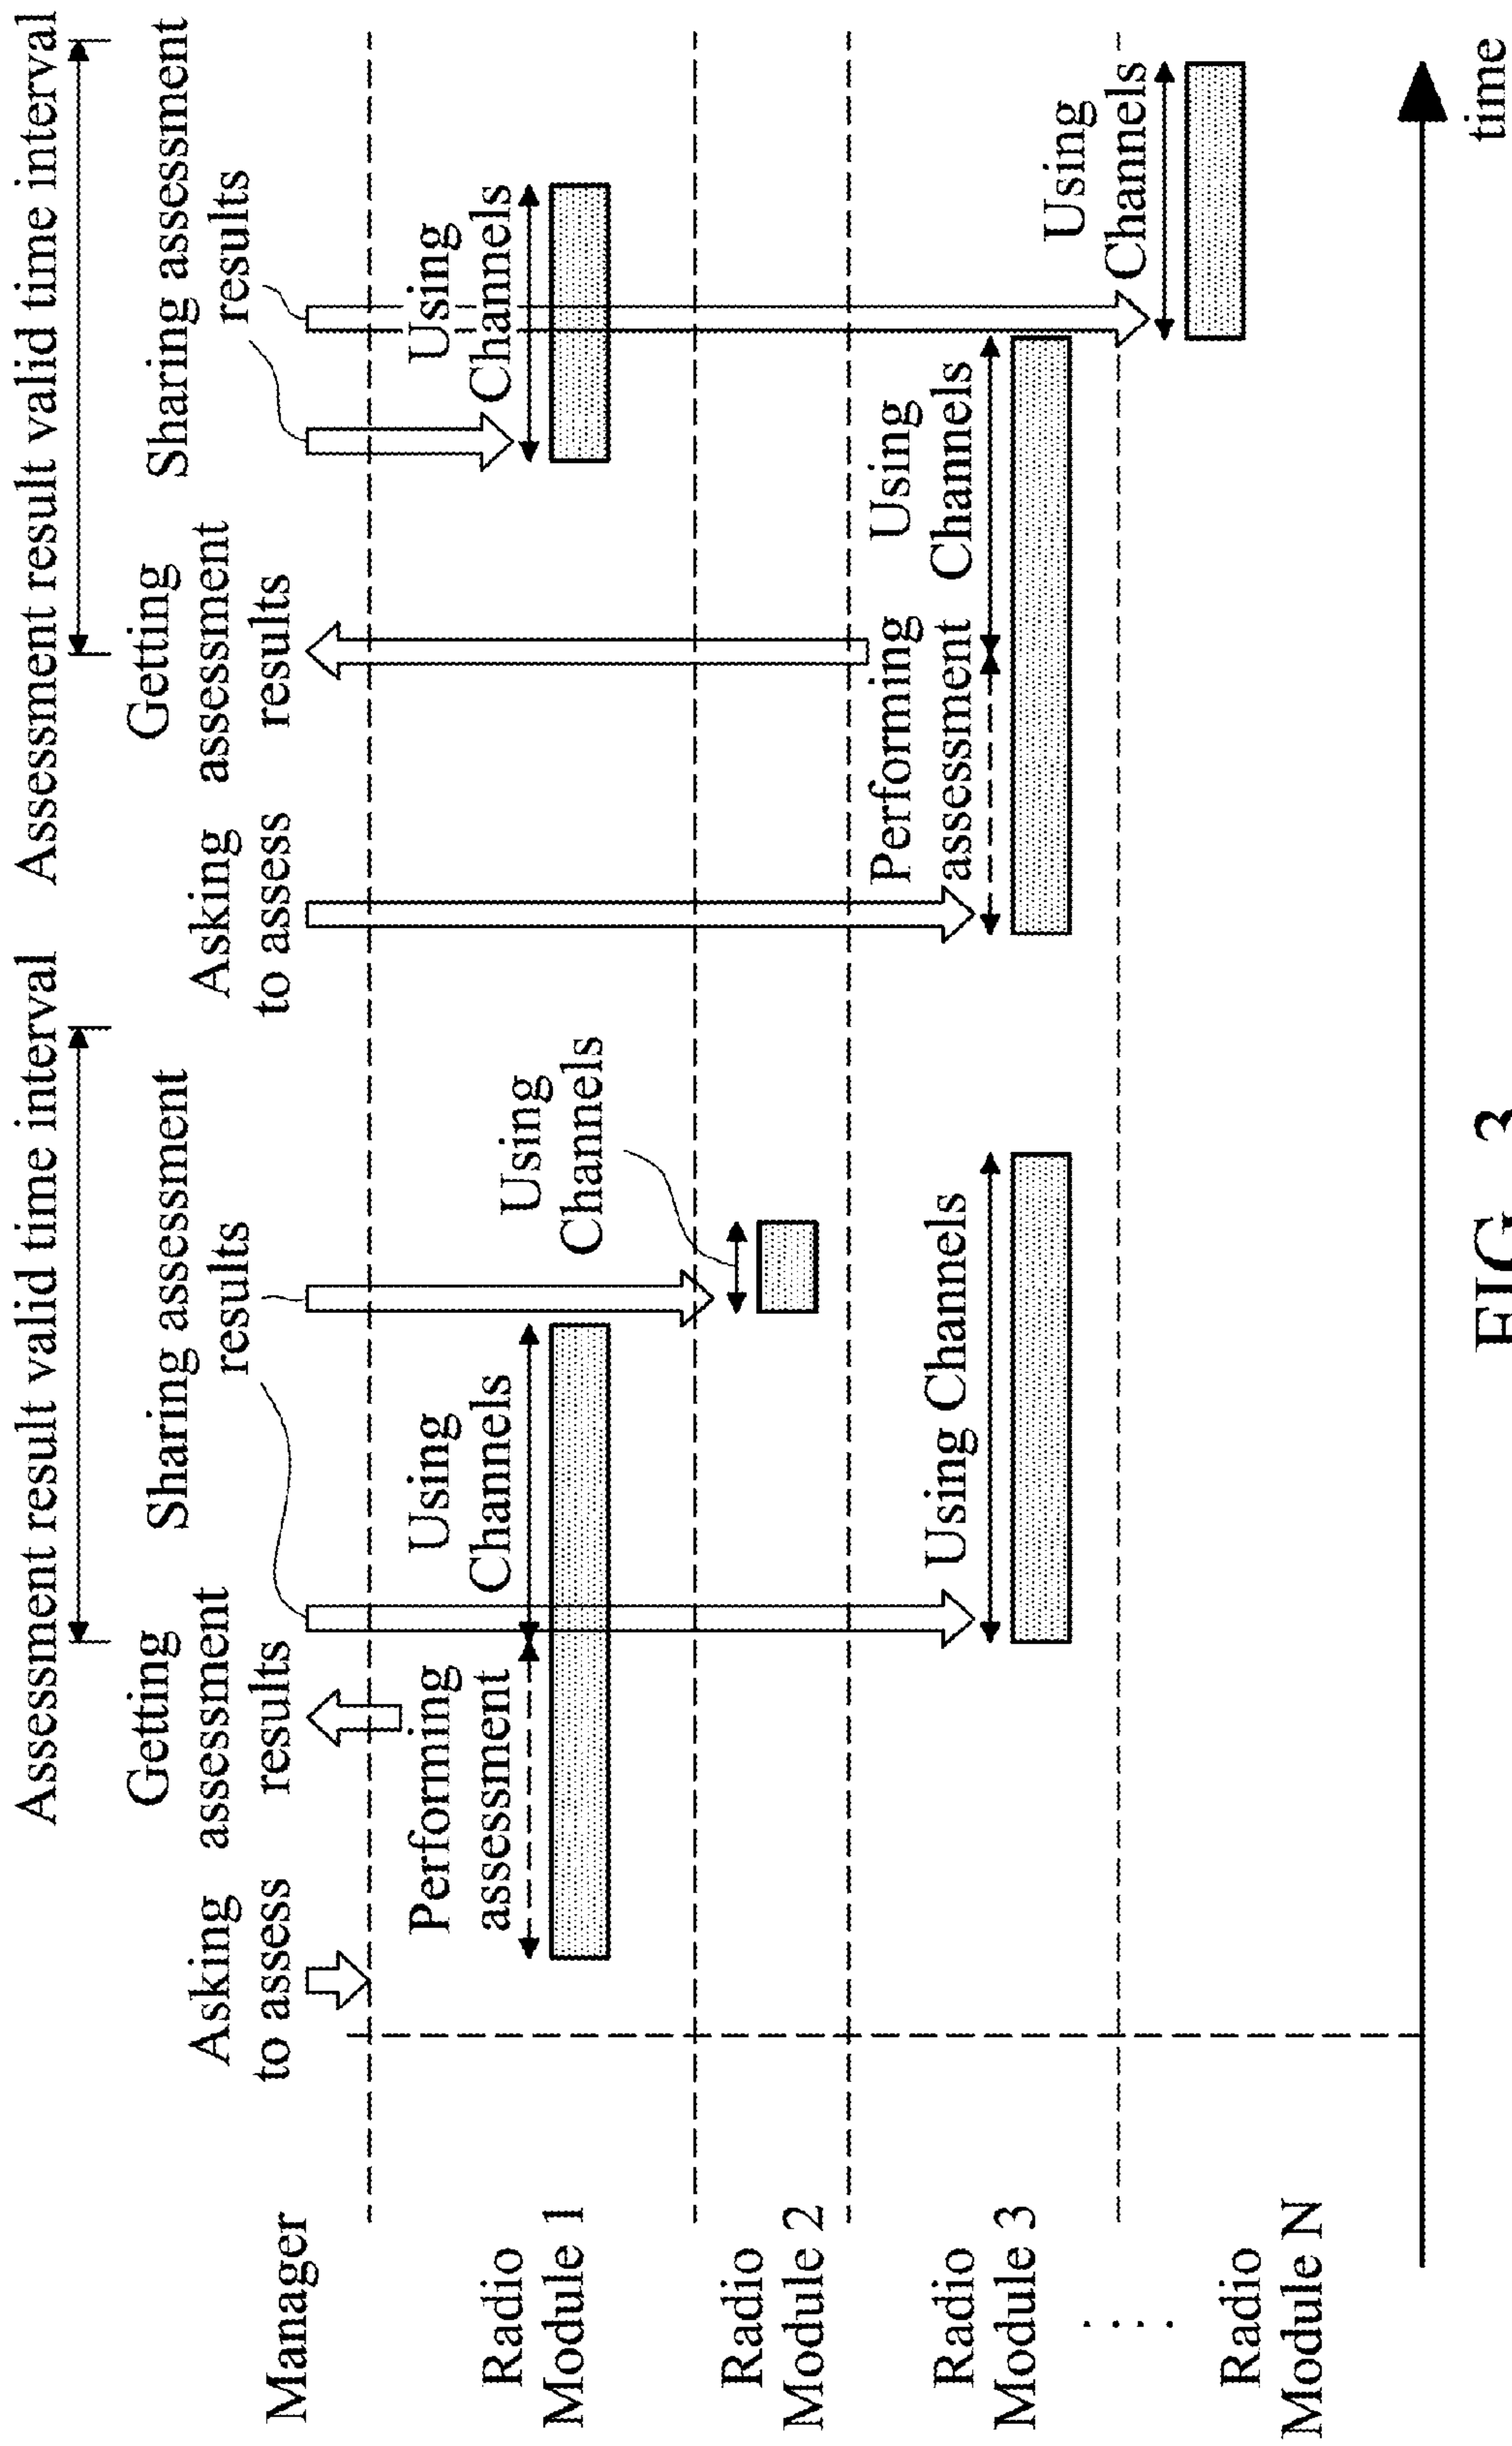 Assessment result valid time interval
Assessment result valid time interval
Asking
to assess
Getting
assessment
results
Sharing assessment
results
Asking
to assess
Getting
assessment
results
Sharing assessment
results
Manager
Radio
Module 1
Performing
assessment
Using
Channels
Using
Channels
Radio
Module 2
Using
Channels
Radio
Module 3
Using Channels
Performing
assessment
Using
Channels
. . . .
Radio
Module N
Using
Channels
time
FIG. 3